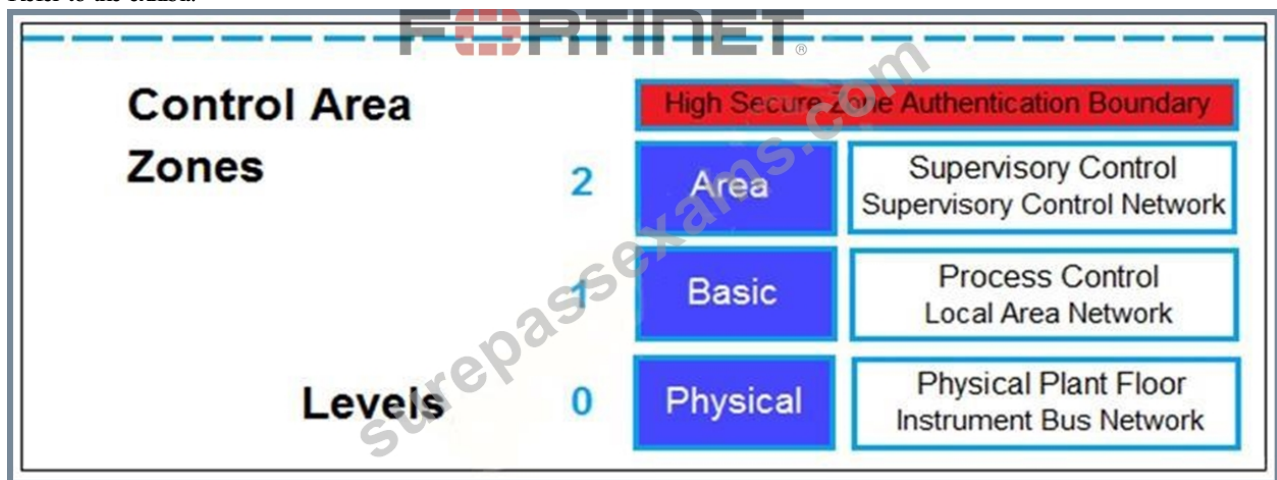 FORTINET®
Control Area
Zones
High Secure Zone Authentication Boundary
2
Area
Supervisory Control
Supervisory Control Network
1
Basic
Process Control
Local Area Network
Levels
0
Physical
Physical Plant Floor
Instrument Bus Network
surepassexams.com